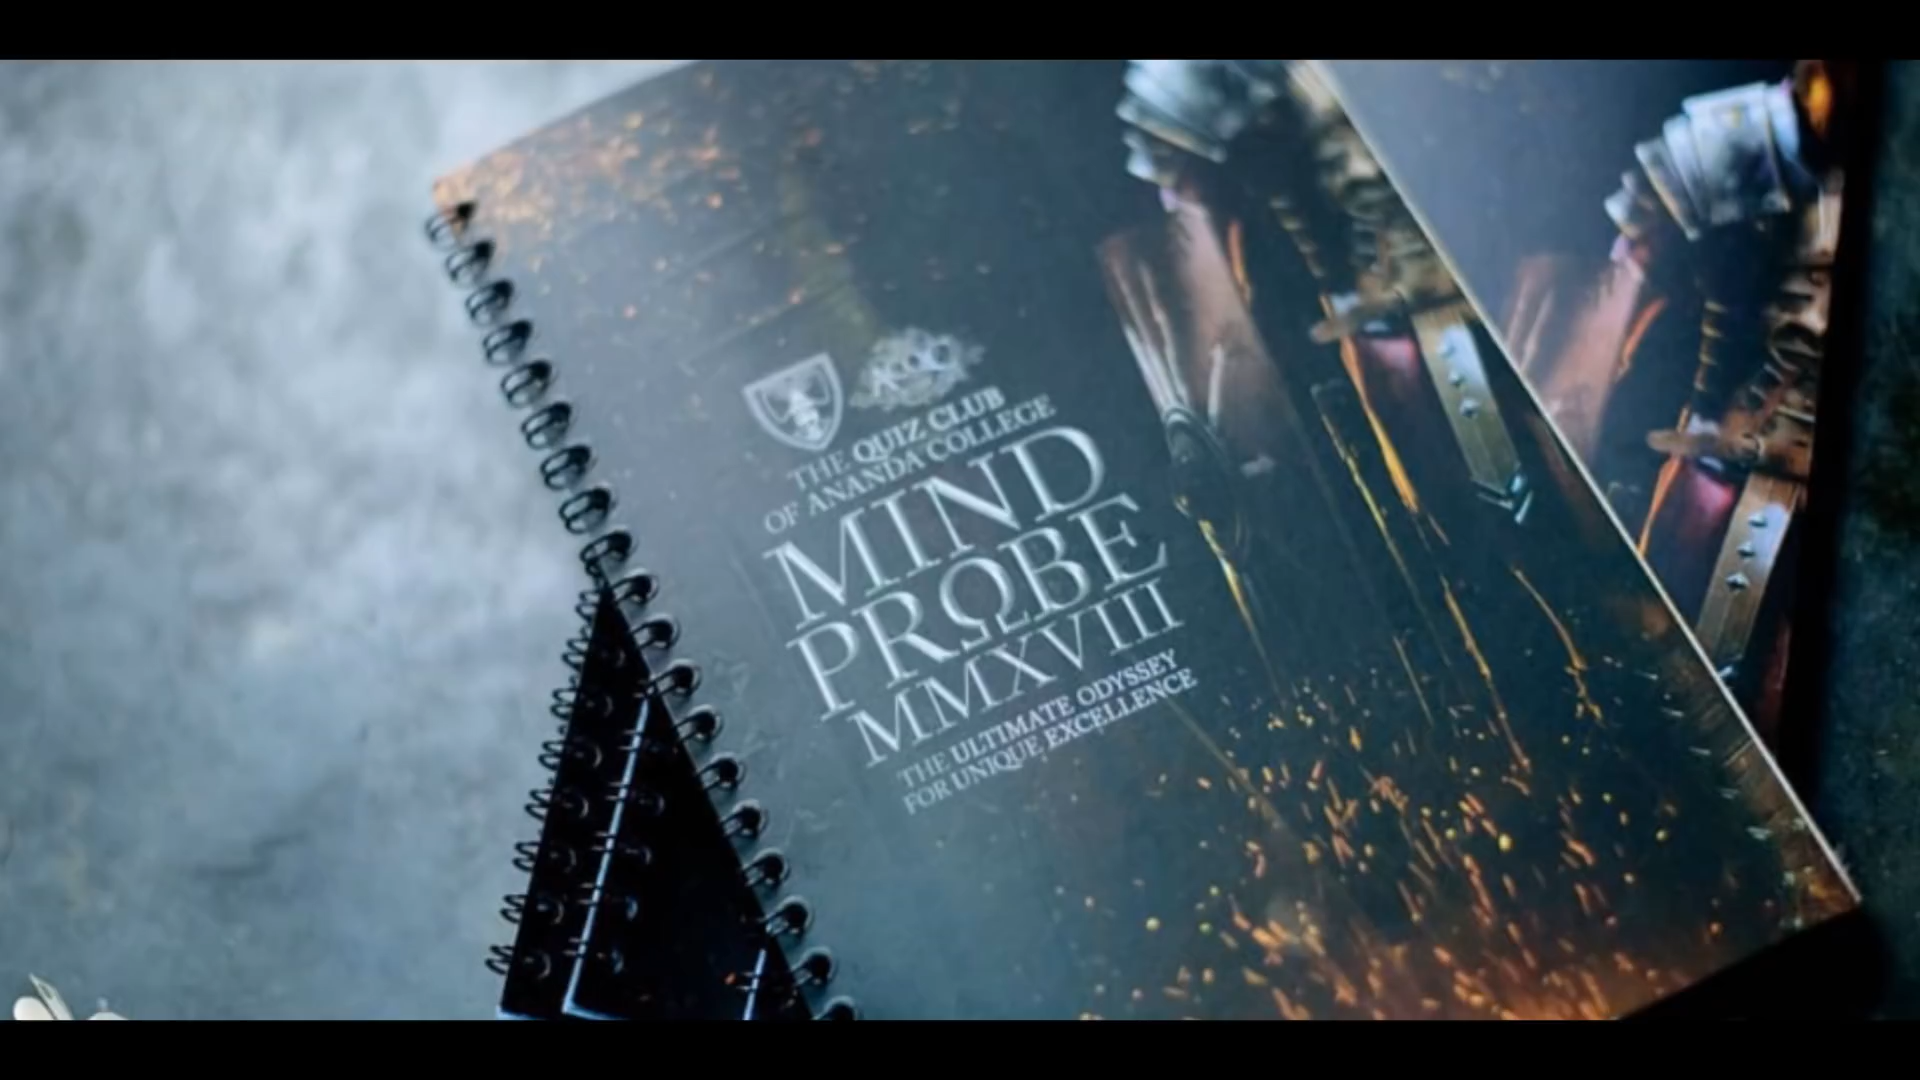 THE QUIZ CLUB
OF ANANDA COLLEGE
MIND
PRΩBE
MMXVIII
THE ULTIMATE ODYSSEY
FOR UNIQUE EXCELLENCE